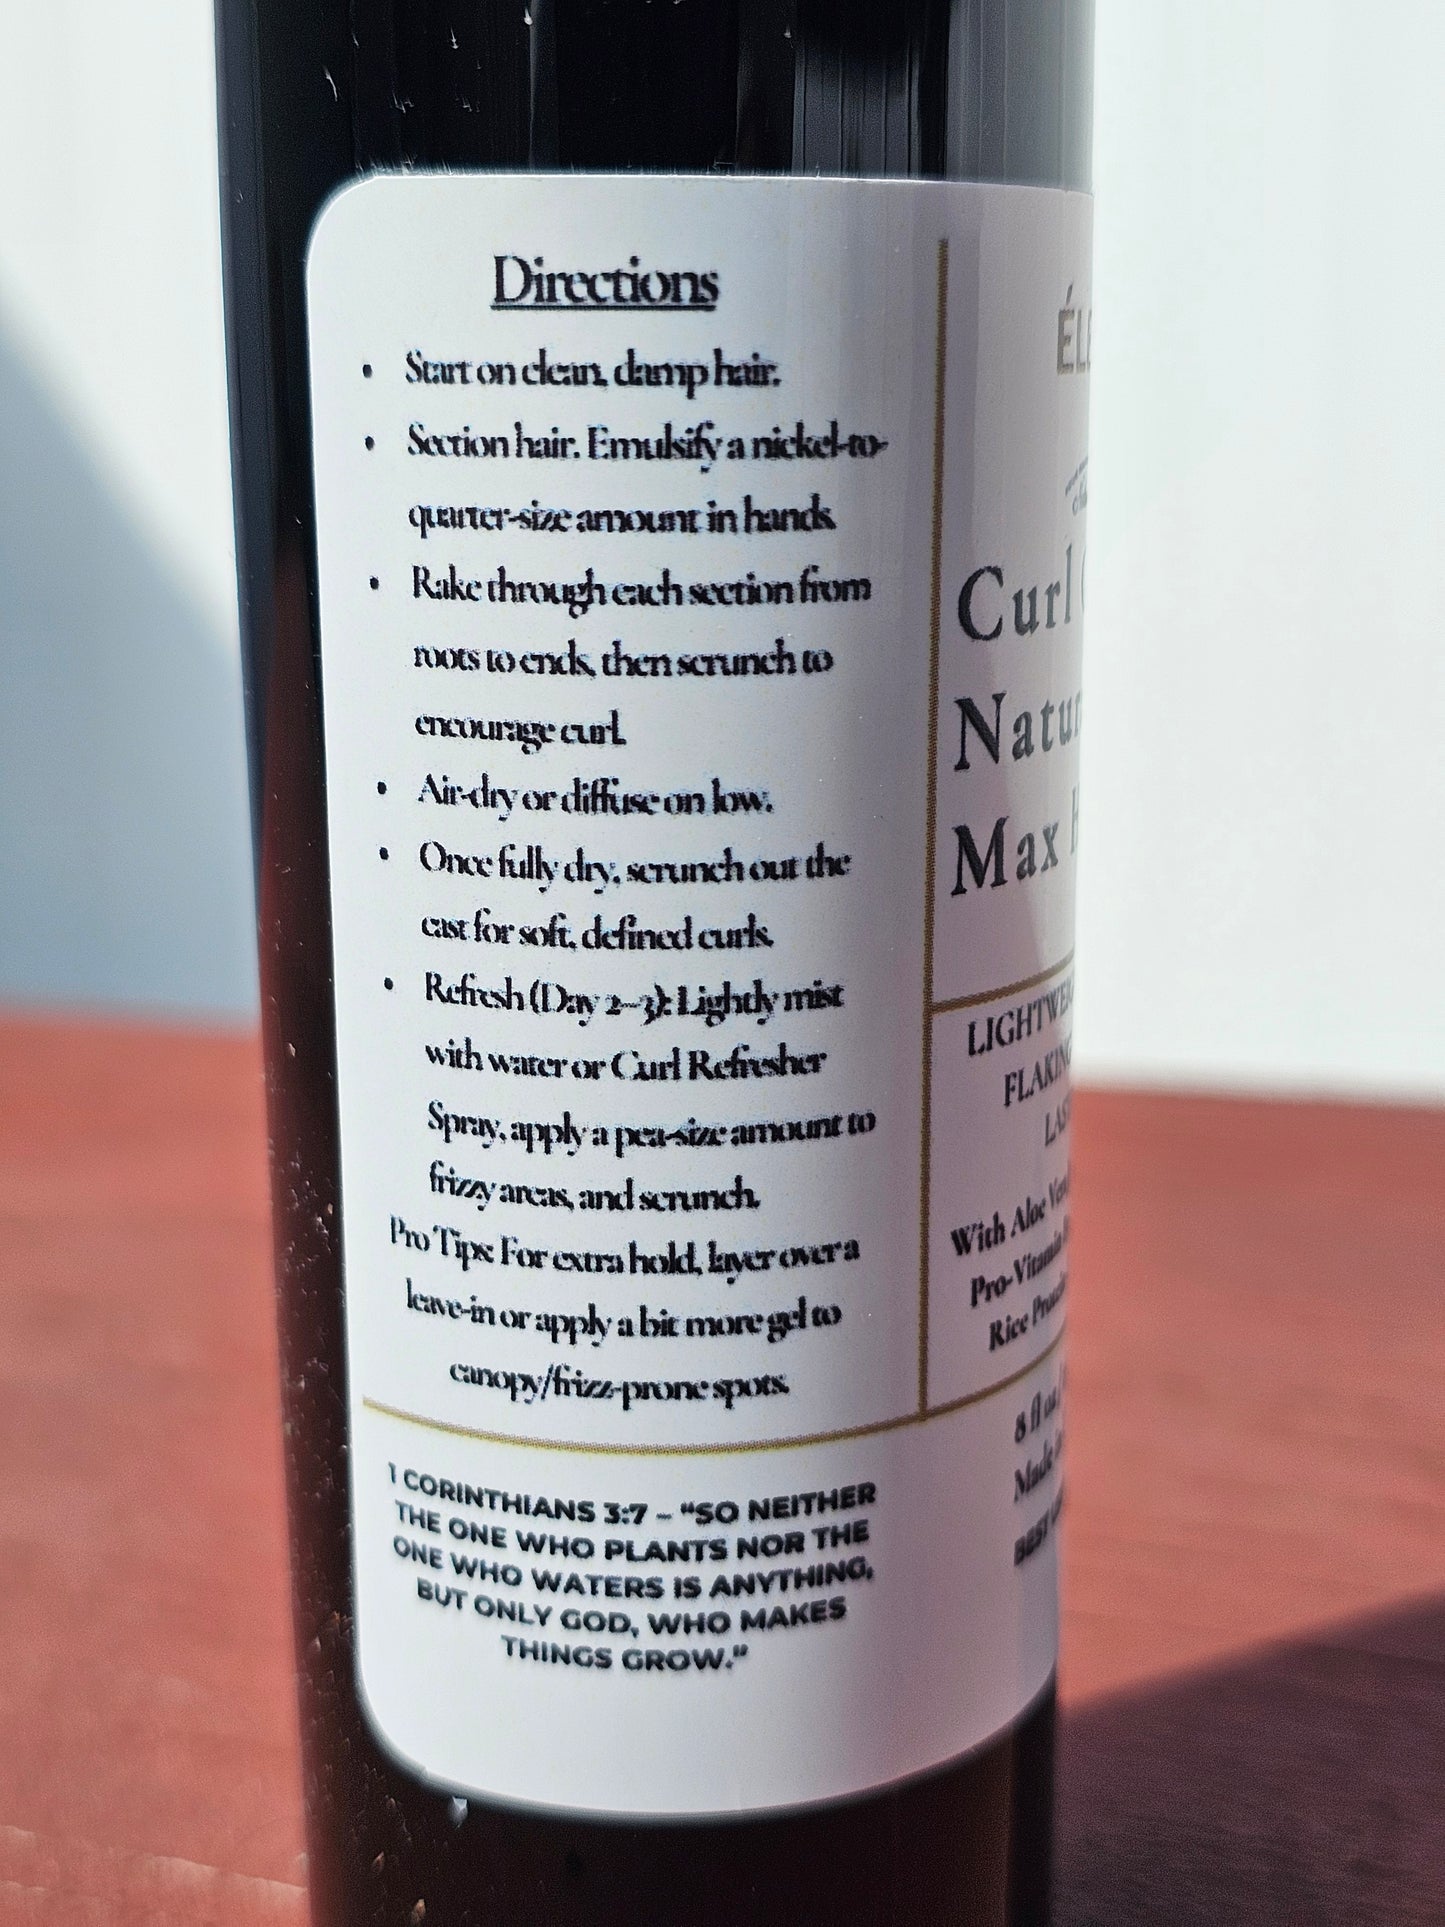 Directions
• Start on clean, damp hair.
• Section hair. Emulsify a nickel-to-
quarter-size amount in hands.
• Rake through each section from
roots to ends, then scrunch to
encourage curl.
• Air-dry or diffuse on low.
• Once fully dry, scrunch out the
cast for soft, defined curls.
• Refresh (Day 2–3): Lightly mist
with water or Curl Refresher
Spray, apply a pea-size amount to
frizzy areas, and scrunch.
Pro Tips: For extra hold, layer over a
leave-in or apply a bit more gel to
canopy/frizz-prone spots.
1 CORINTHIANS 3:7 – “SO NEITHER
THE ONE WHO PLANTS NOR THE
ONE WHO WATERS IS ANYTHING,
BUT ONLY GOD, WHO MAKES
THINGS GROW.”
Curl
Max
With Aloe
Rice
8 fl oz
Made
BEST